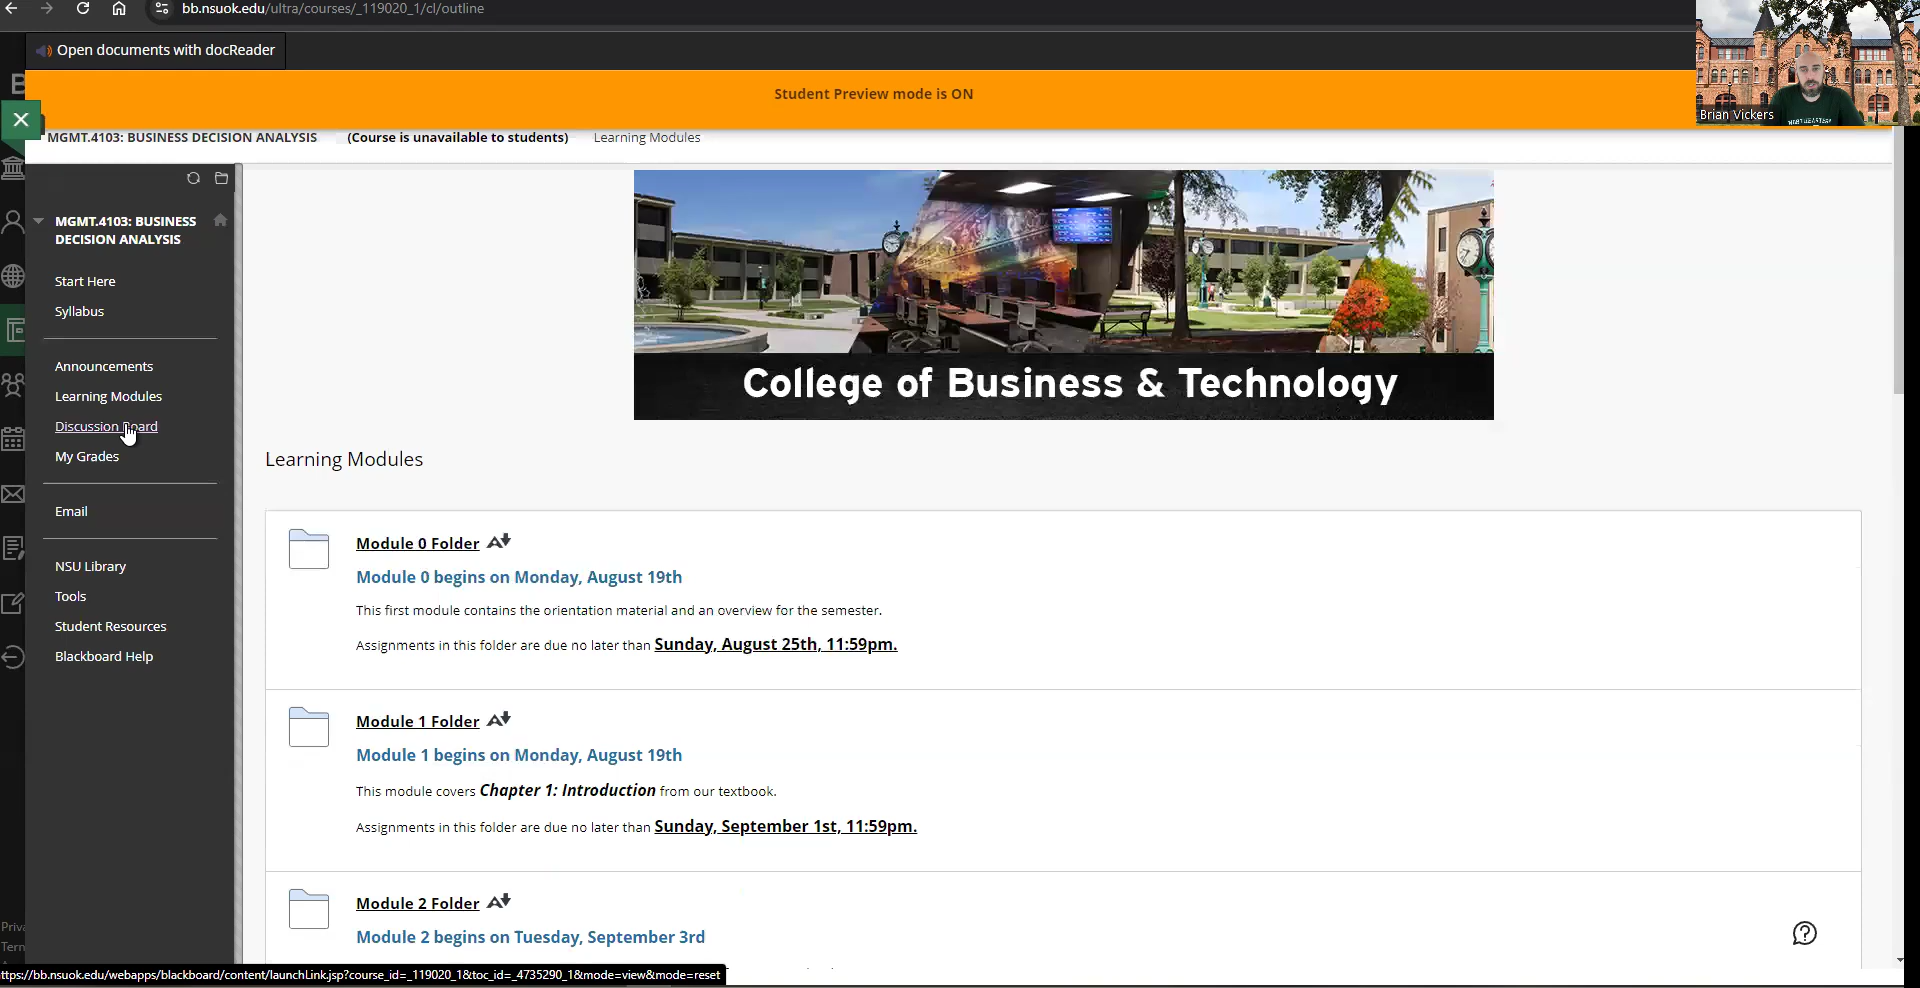 bb.nsuok.edu/ultra/courses/_119020_1/cl/outline
Open documents with docReader
Student Preview mode is ON
Brian Vickers
MGMT.4103: BUSINESS DECISION ANALYSIS (Course is unavailable to students) Learning Modules
MGMT.4103: BUSINESS
DECISION ANALYSIS
Start Here
Syllabus
Announcements
Learning Modules
Discussion Board
My Grades
Email
NSU Library
Tools
Student Resources
Blackboard Help
College of Business & Technology
Learning Modules
Module 0 Folder
Module 0 begins on Monday, August 19th
This first module contains the orientation material and an overview for the semester.
Assignments in this folder are due no later than Sunday, August 25th, 11:59pm.
Module 1 Folder
Module 1 begins on Monday, August 19th
This module covers Chapter 1: Introduction from our textbook.
Assignments in this folder are due no later than Sunday, September 1st, 11:59pm.
Module 2 Folder
Module 2 begins on Tuesday, September 3rd
Priva
Tern
ttps://bb.nsuok.edu/webapps/blackboard/content/launchLink.jsp?course_id=_119020_1&toc_id=_4735290_1&mode=view&mode=reset